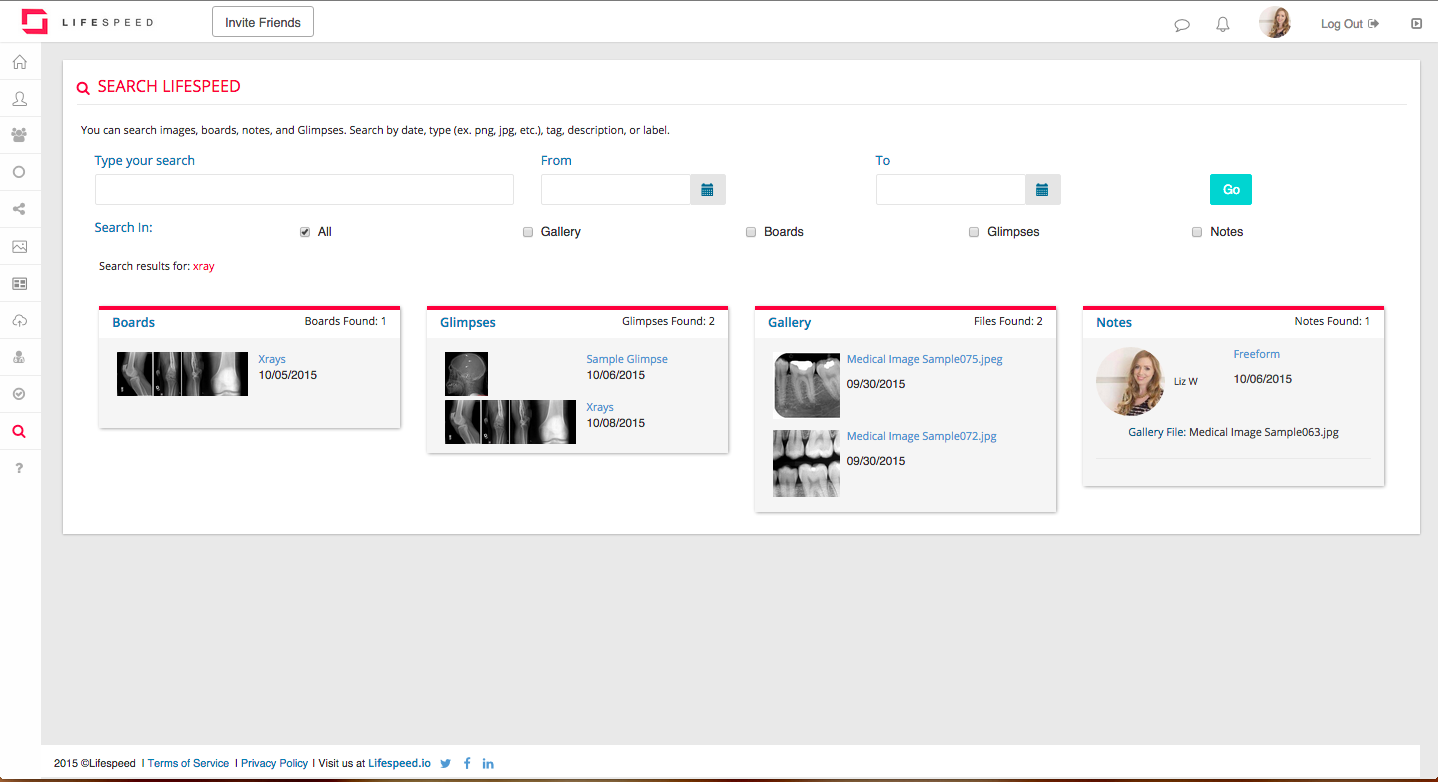 LIFESPEED Invite Friends Log Out
SEARCH LIFESPEED
You can search images, boards, notes, and Glimpses. Search by date, type (ex. png, jpg, etc.), tag, description, or label.
Type your search From To
Go
Search In: All Gallery Boards Glimpses Notes
Search results for: xray
Boards Boards Found: 1
Xrays
10/05/2015
Glimpses Glimpses Found: 2
Sample Glimpse
10/06/2015
Xrays
10/08/2015
Gallery Files Found: 2
Medical Image Sample075.jpeg
09/30/2015
Medical Image Sample072.jpg
09/30/2015
Notes Notes Found: 1
Liz W
Freeform
10/06/2015
Gallery File: Medical Image Sample063.jpg
?
2015 ©Lifespeed | Terms of Service | Privacy Policy | Visit us at Lifespeed.io